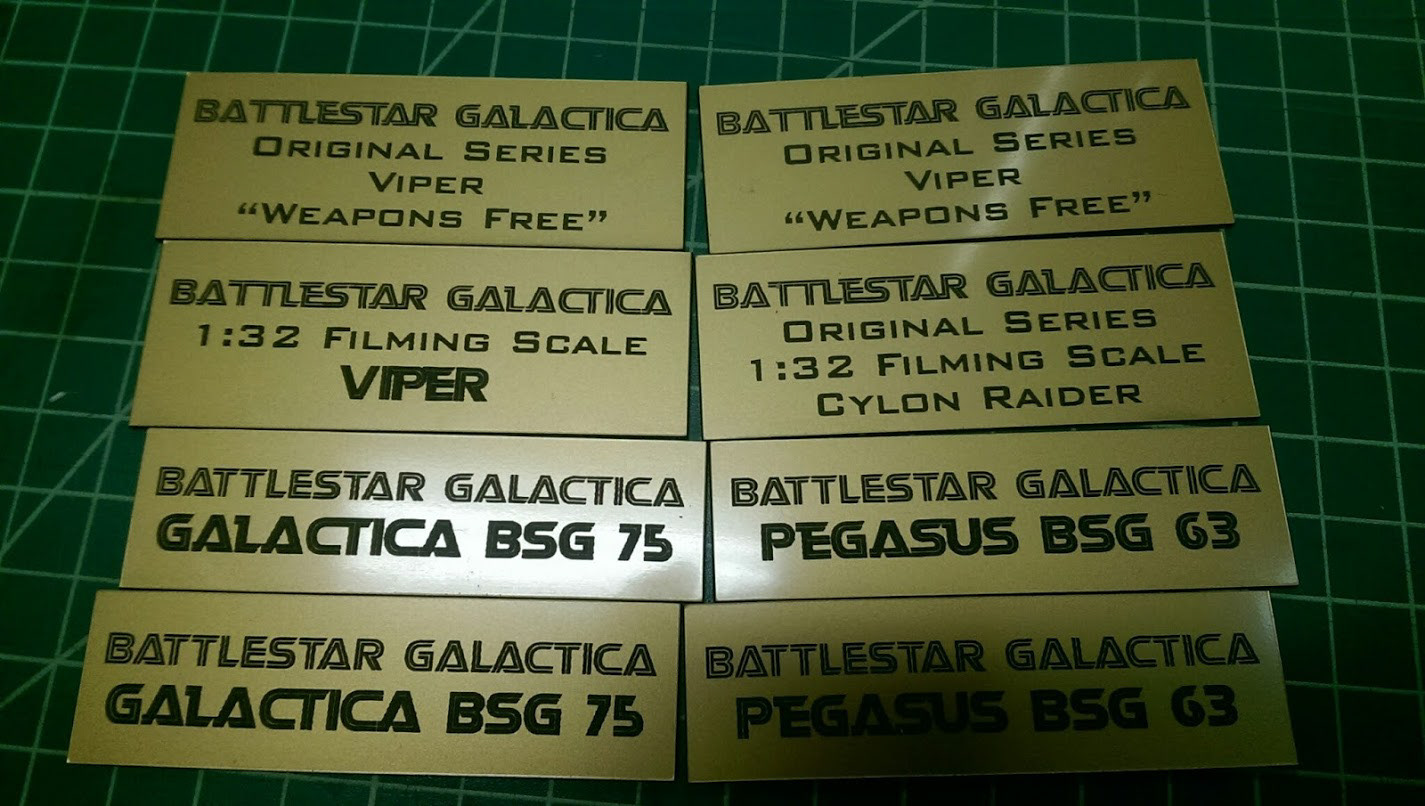 BATTLESTAR GALACTICA
ORIGINAL SERIES
VIPER
“WEAPONS FREE”
BATTLESTAR GALACTICA
ORIGINAL SERIES
VIPER
“WEAPONS FREE”
BATTLESTAR GALACTICA
1:32 FILMING SCALE
VIPER
BATTLESTAR GALACTICA
ORIGINAL SERIES
1:32 FILMING SCALE
CYLON RAIDER
BATTLESTAR GALACTICA
GALACTICA BSG 75
BATTLESTAR GALACTICA
PEGASUS BSG 63
BATTLESTAR GALACTICA
GALACTICA BSG 75
BATTLESTAR GALACTICA
PEGASUS BSG 63